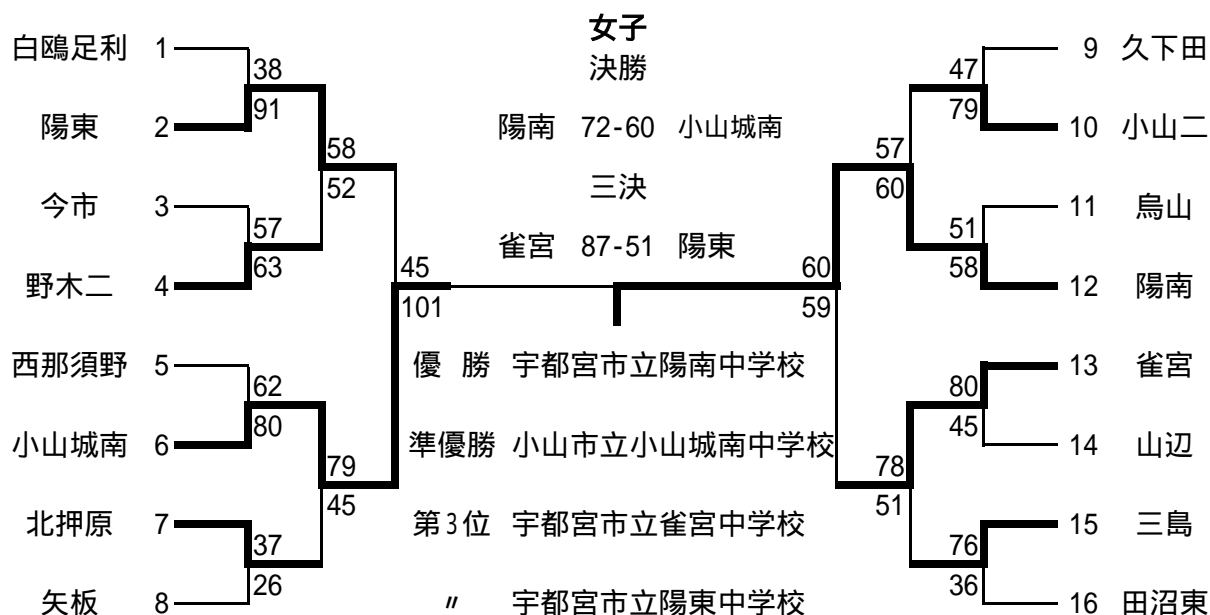 女子
決勝
陽南 72-60 小山城南
三決
雀宮 87-51 陽東
白鴎足利 1
38
91
陽東 2
58
52
今市 3
57
63
野木二 4
45
101
西那須野 5
62
80
小山城南 6
79
45
北押原 7
37
26
矢板 8
9 久下田
47
79
10 小山二
57
60
11 烏山
51
58
12 陽南
60
59
13 雀宮
80
45
14 山辺
78
51
15 三島
76
36
16 田沼東
優 勝 宇都宮市立陽南中学校
準優勝 小山市立小山城南中学校
第3位 宇都宮市立雀宮中学校
〃 宇都宮市立陽東中学校